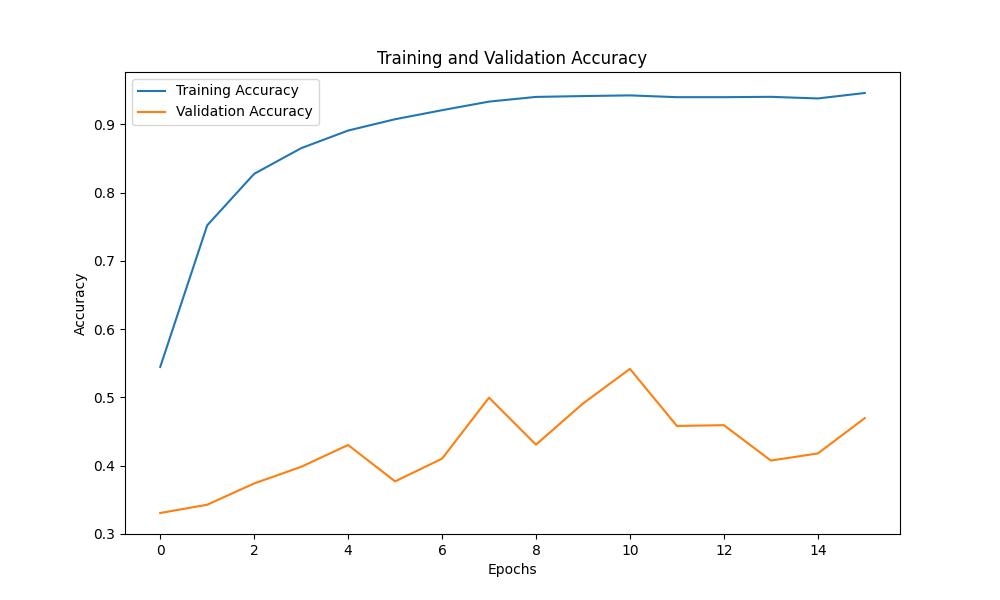 Training and Validation Accuracy
Training Accuracy
Validation Accuracy
Accuracy
0.9
0.8
0.7
0.6
0.5
0.4
0.3
0 2 4 6 8 10 12 14
Epochs